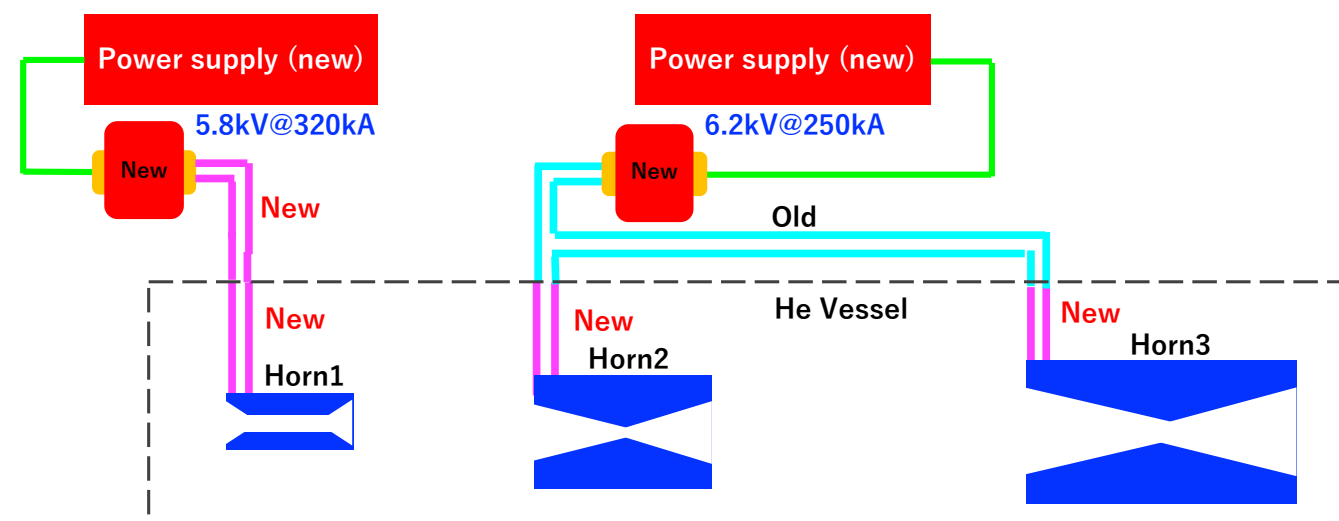 Power supply (new)
Power supply (new)
5.8kV@320kA
6.2kV@250kA
New
New
New
Old
New
He Vessel
New
New
Horn1
Horn2
Horn3